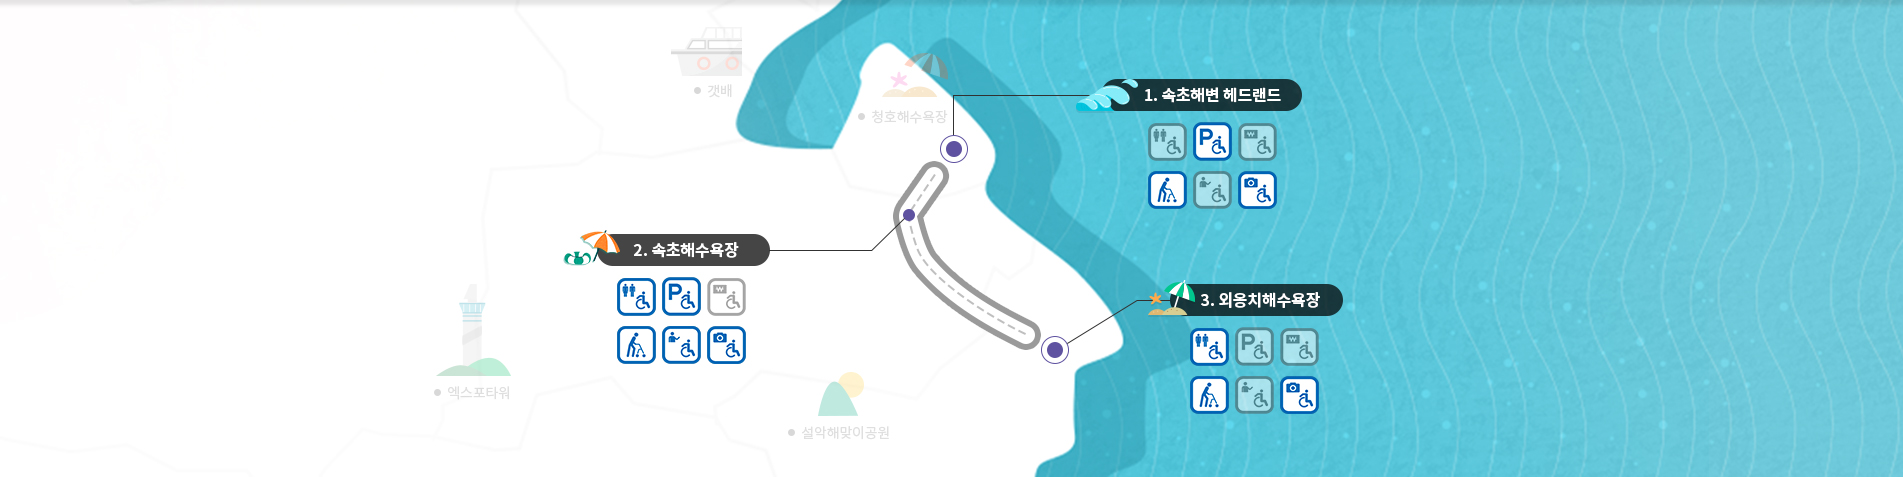 갯배
청호해수욕장
1. 속초해변 헤드랜드
P
W
2. 속초해수욕장
P
W
3. 외옹치해수욕장
P
W
엑스포타워
설악해맞이공원